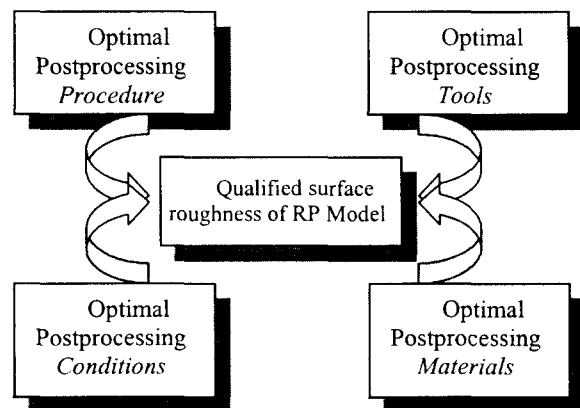 Optimal
Postprocessing
Procedure
Optimal
Postprocessing
Tools
Qualified surface
roughness of RP Model
Optimal
Postprocessing
Conditions
Optimal
Postprocessing
Materials